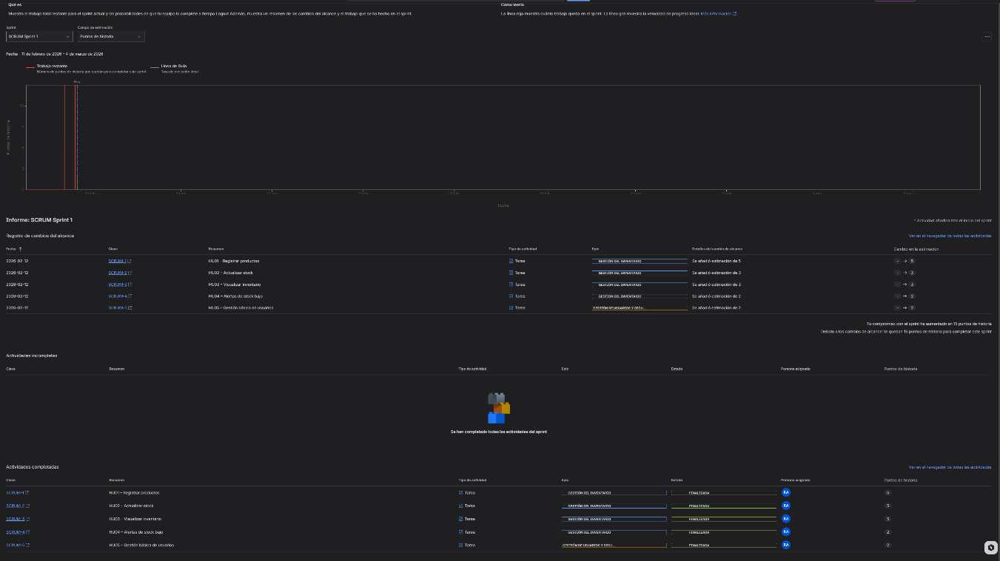 Qué es
Muestra el trabajo total restante para el sprint actual y las probabilidades de que tu equipo lo complete a tiempo Logout Además, muestra un resumen de los cambios del alcance y el trabajo que se ha hecho en el sprint.
Cómo leerlo
La línea roja muestra cuánto trabajo queda en el sprint. La línea gris muestra la velocidad de progreso ideal. Más información
Sprint
Campo de estimación
SCRUM Sprint 1
Puntos de historia
Fecha - 11 de febrero de 2026 - 4 de marzo de 2026
Trabajo restante
Número de puntos de historia que quedan para completar este sprint
Línea de Guía
Tasa de evolución ideal
Hoy
Puntos de historia
Fecha
Informe: SCRUM Sprint 1
* Actividad añadida tras el inicio del sprint
Registro de cambios del alcance
Ver en el navegador de todas las actividades
Fecha Clave Resumen Tipo de actividad Epic Detalles del cambio de alcance Cambio en la estimación
2026-02-12 SCRUM-1 HU01 - Registrar productos Tarea GESTIÓN DEL INVENTARIO Se añadió estimación de 5 - → 5
2026-02-12 SCRUM-2 HU02 - Actualizar stock Tarea GESTIÓN DEL INVENTARIO Se añadió estimación de 3 - → 3
2026-02-12 SCRUM-3 HU03 – Visualizar inventario Tarea GESTIÓN DEL INVENTARIO Se añadió estimación de 3 - → 3
2026-02-12 SCRUM-4 HU04 – Alertas de stock bajo Tarea GESTIÓN DEL INVENTARIO Se añadió estimación de 2 - → 2
2026-02-12 SCRUM-5 HU05 – Gestión básica de usuarios Tarea GESTIÓN DE USUARIOS Y SEGU... Se añadió estimación de 2 - → 2
Tu compromiso con el sprint ha aumentado en 15 puntos de historia
Debido a los cambios de alcance: te quedan 15 puntos de historia para completar este sprint
Actividades incompletas
Clave Resumen Tipo de actividad Epic Estado Persona asignada Puntos de historia
Se han completado todas las actividades del sprint
Actividades completadas
Ver en el navegador de todas las actividades
Clave Resumen Tipo de actividad Epic Estado Persona asignada Puntos de historia
SCRUM-1 HU01 – Registrar productos Tarea GESTIÓN DEL INVENTARIO FINALIZADA RA 5
SCRUM-2 HU02 - Actualizar stock Tarea GESTIÓN DEL INVENTARIO FINALIZADA RA 3
SCRUM-3 HU03 - Visualizar inventario Tarea GESTIÓN DEL INVENTARIO FINALIZADA RA 3
SCRUM-4 HU04 – Alertas de stock bajo Tarea GESTIÓN DEL INVENTARIO FINALIZADA RA 2
SCRUM-5 HU05 – Gestión básica de usuarios Tarea GESTIÓN DE USUARIOS Y SEGU... FINALIZADA RA 2